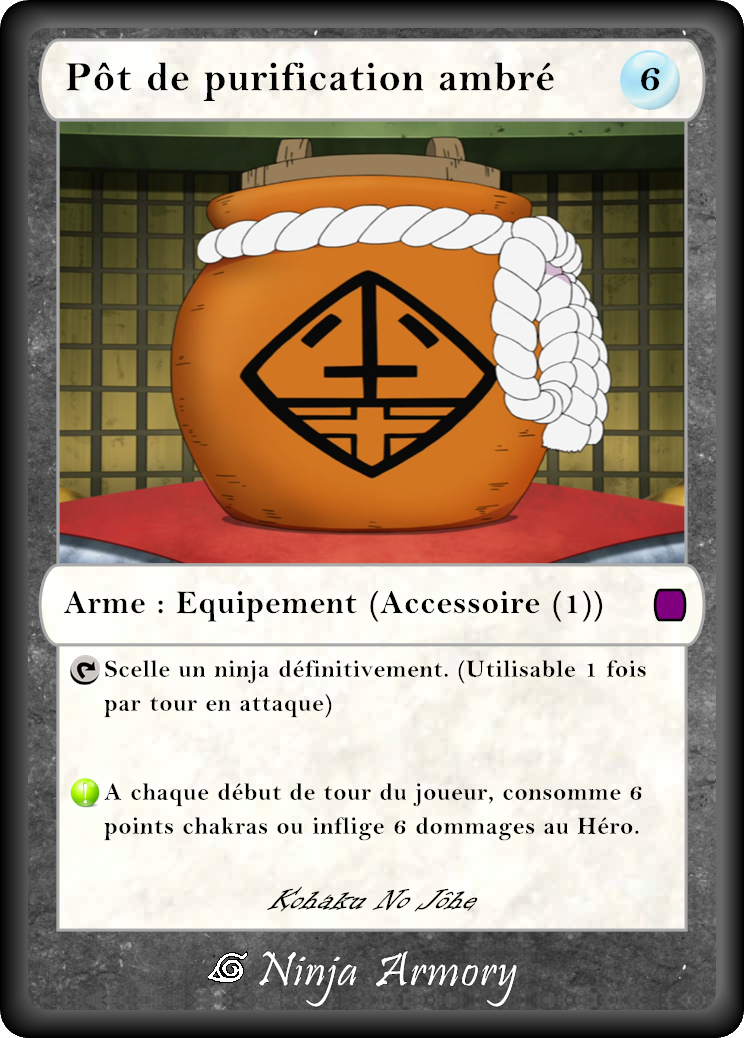 Pôt de purification ambré 6
Arme : Equipement (Accessoire (1))
Scelle un ninja définitivement. (Utilisable 1 fois
par tour en attaque)
A chaque début de tour du joueur, consomme 6
points chakras ou inflige 6 dommages au Héro.
Kohaku No Jôhe
Ninja Armory